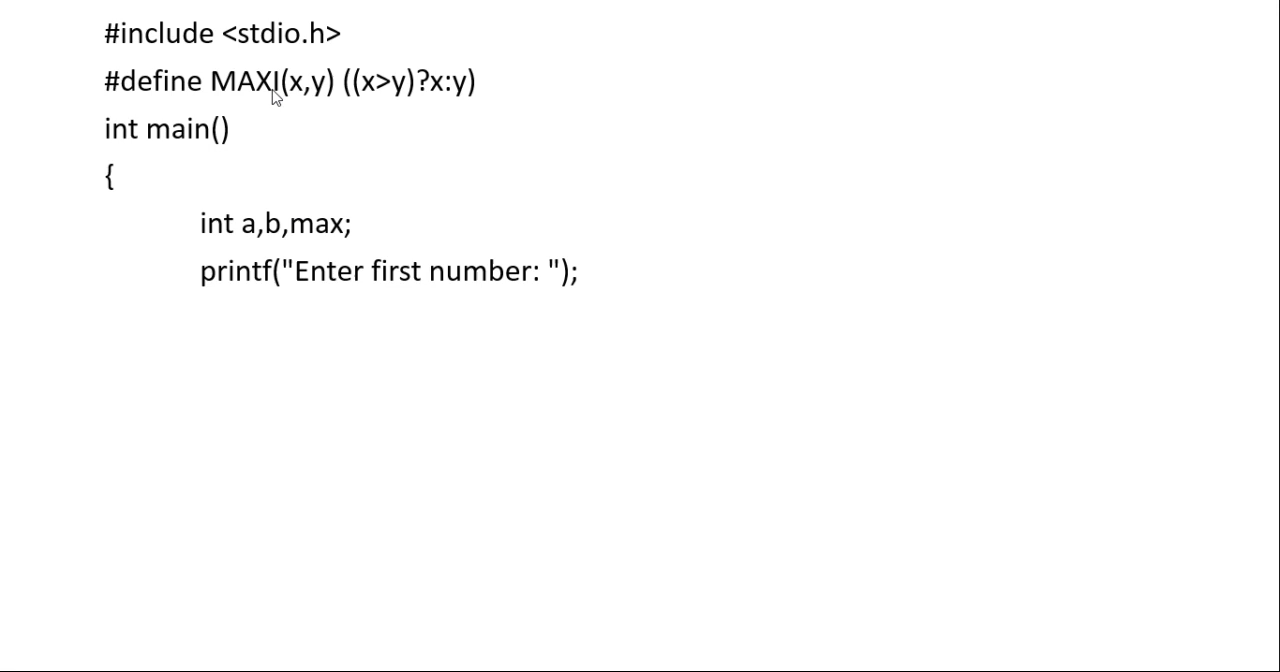 #include <stdio.h>
#define MAXI(x,y) ((x>y)?x:y)
int main()
{
int a,b,max;
printf("Enter first number: ");